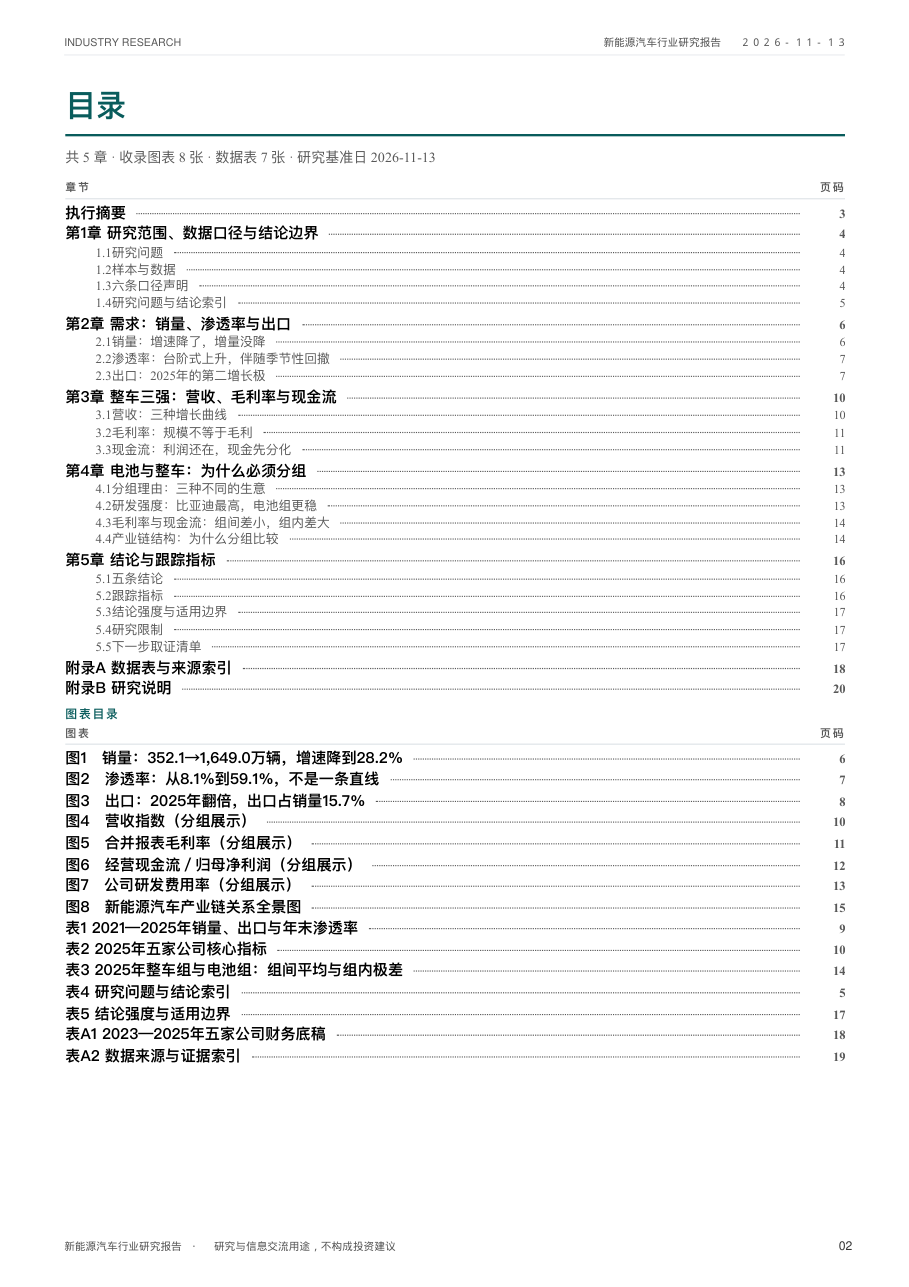 INDUSTRY RESEARCH 新能源汽车行业研究报告 2026-11-13
目录
共 5 章 · 收录图表 8 张 · 数据表 7 张 · 研究基准日 2026-11-13
章节 页码
执行摘要 3
第1章 研究范围、数据口径与结论边界 4
1.1研究问题 4
1.2样本与数据 4
1.3六条口径声明 4
1.4研究问题与结论索引 5
第2章 需求：销量、渗透率与出口 6
2.1销量：增速降了，增量没降 6
2.2渗透率：台阶式上升，伴随季节性回撤 7
2.3出口：2025年的第二增长极 7
第3章 整车三强：营收、毛利率与现金流 10
3.1营收：三种增长曲线 10
3.2毛利率：规模不等于毛利 11
3.3现金流：利润还在，现金先分化 11
第4章 电池与整车：为什么必须分组 13
4.1分组理由：三种不同的生意 13
4.2研发强度：比亚迪最高，电池组更稳 13
4.3毛利率与现金流：组间差小，组内差大 14
4.4产业链结构：为什么分组比较 14
第5章 结论与跟踪指标 16
5.1五条结论 16
5.2跟踪指标 16
5.3结论强度与适用边界 17
5.4研究限制 17
5.5下一步取证清单 17
附录A 数据表与来源索引 18
附录B 研究说明 20
图表目录
图表 页码
图1 销量：352.1→1,649.0万辆，增速降到28.2% 6
图2 渗透率：从8.1%到59.1%，不是一条直线 7
图3 出口：2025年翻倍，出口占销量15.7% 8
图4 营收指数（分组展示） 10
图5 合并报表毛利率（分组展示） 11
图6 经营现金流 / 归母净利润（分组展示） 12
图7 公司研发费用率（分组展示） 13
图8 新能源汽车产业链关系全景图 15
表1 2021—2025年销量、出口与年末渗透率 9
表2 2025年五家公司核心指标 10
表3 2025年整车组与电池组：组间平均与组内极差 14
表4 研究问题与结论索引 5
表5 结论强度与适用边界 17
表A1 2023—2025年五家公司财务底稿 18
表A2 数据来源与证据索引 19
新能源汽车行业研究报告 · 研究与信息交流用途，不构成投资建议 02